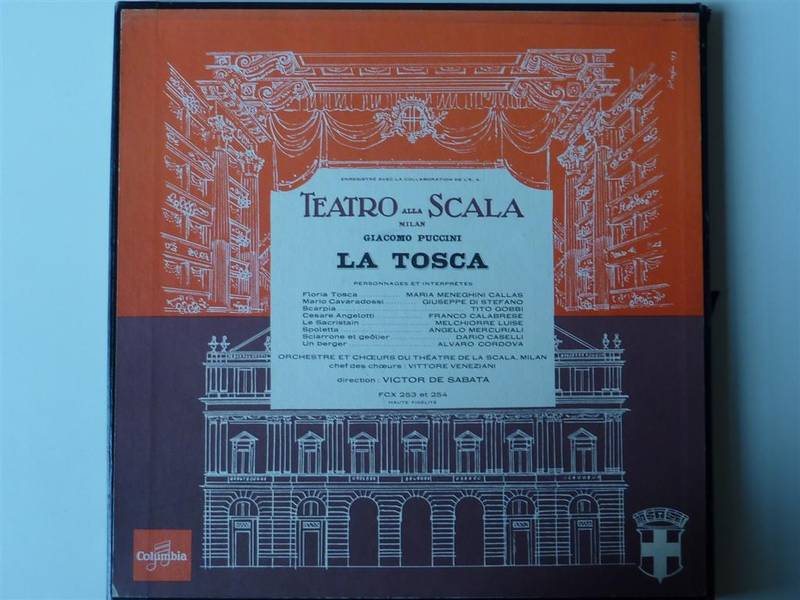 ENREGISTRÉ AVEC LA COLLABORATION DE L'E. A.
TEATRO ALLA SCALA
MILAN
GIACOMO PUCCINI
LA TOSCA
PERSONNAGES ET INTERPRÈTES
Floria Tosca MARIA MENEGHINI CALLAS
Mario Cavaradossi GIUSEPPE DI STEFANO
Scarpia TITO GOBBI
Cesare Angelotti FRANCO CALABRESE
Le Sacristain MELCHIORRE LUISE
Spoletta ANGELO MERCURIALI
Sciarrone et geôlier DARIO CASELLI
Un berger ALVARO CORDOVA
ORCHESTRE ET CHŒURS DU THÉATRE DE LA SCALA, MILAN
chef des chœurs : VITTORE VENEZIANI
direction : VICTOR DE SABATA
FCX 253 et 254
HAUTE FIDÉLITÉ
Columbia